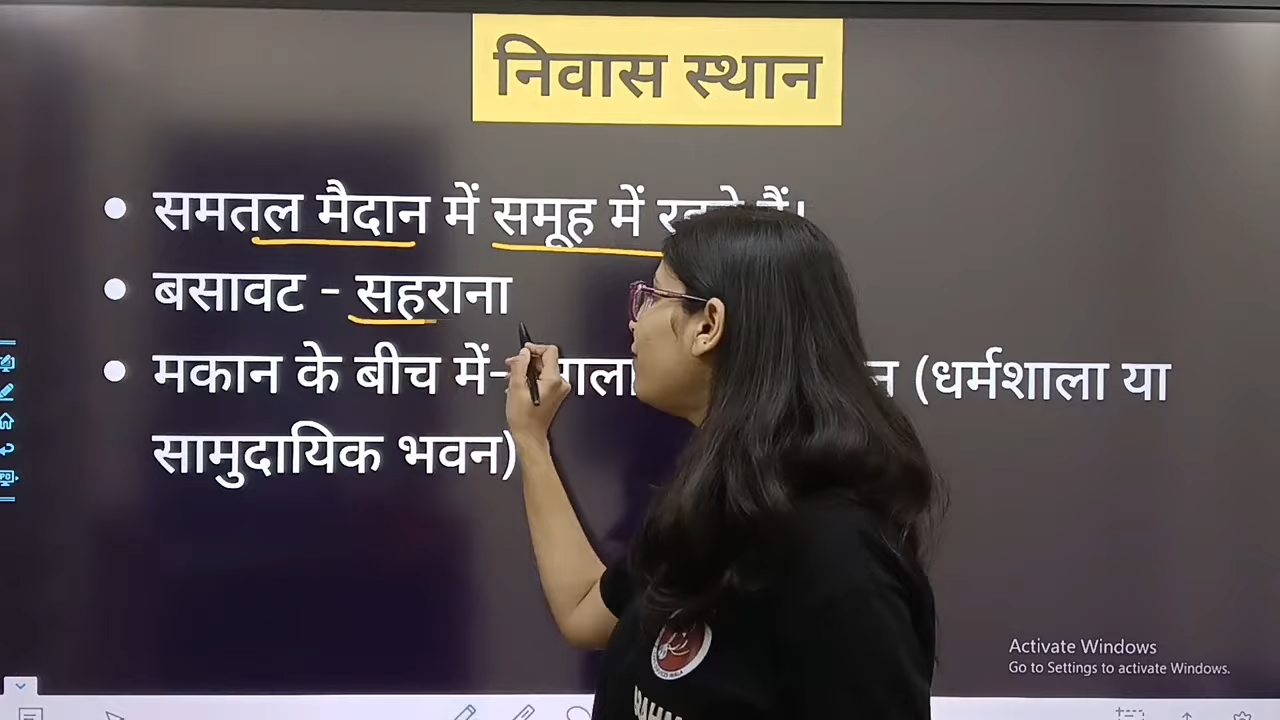 निवास स्थान
समतल मैदान में समूह में
बसावट - सहराना
मकान के बीच में- (धर्मशाला या
सामुदायिक भवन)
Activate Windows
Go to Settings to activate Windows.